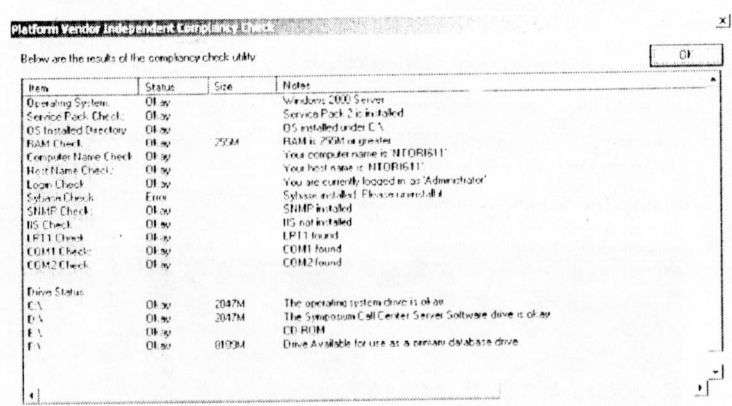 Platform Vendor Independent Compliancy Check
Below are the results of the compliancy check utility
OK
Item Status Size Notes
Operating System: Okay Windows 2000 Server
Service Pack Check: Okay Service Pack 2 is installed
OS Installed Directory Okay OS installed under C:\
RAM Check: Okay 255M RAM is 255M or greater
Computer Name Check Okay Your computer name is 'NTORI611'
Host Name Check: Okay Your host name is 'NTORI611'
Login Check Okay You are currently logged in as 'Administrator'
Sybase Check Error Sybase installed. Please uninstall it
SNMP Check: Okay SNMP installed
IIS Check: Okay IIS not installed
LPT1 Check: Okay LPT1 found
COM1 Check: Okay COM1 found
COM2 Check: Okay COM2 found
Drive Status
C:\ Okay 2047M The operating system drive is okay
D:\ Okay 2047M The Symposium Call Center Server Software drive is okay
E:\ Okay CD ROM
F:\ Okay 8189M Drive Available for use as a primary database drive